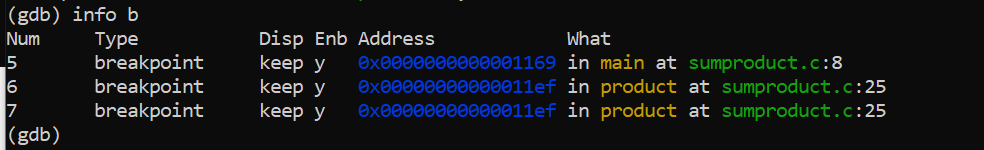 (gdb) info b
Num     Type           Disp Enb Address            What
5       breakpoint     keep y   0x0000000000001169 in main at sumproduct.c:8
6       breakpoint     keep y   0x00000000000011ef in product at sumproduct.c:25
7       breakpoint     keep y   0x00000000000011ef in product at sumproduct.c:25
(gdb)